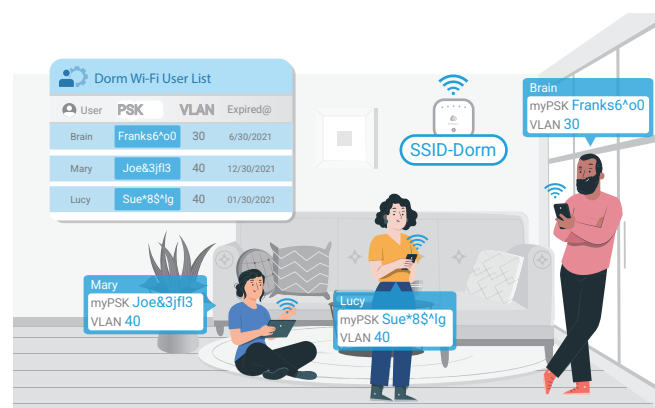 Dorm Wi-Fi User List
User PSK VLAN Expired@
Brain Franks6^o0 30 6/30/2021
Mary Joe&3jfl3 40 12/30/2021
Lucy Sue*8$^lg 40 01/30/2021
SSID-Dorm
Brain
myPSK Franks6^o0
VLAN 30
Mary
myPSK Joe&3jfl3
VLAN 40
Lucy
myPSK Sue*8$^lg
VLAN 40